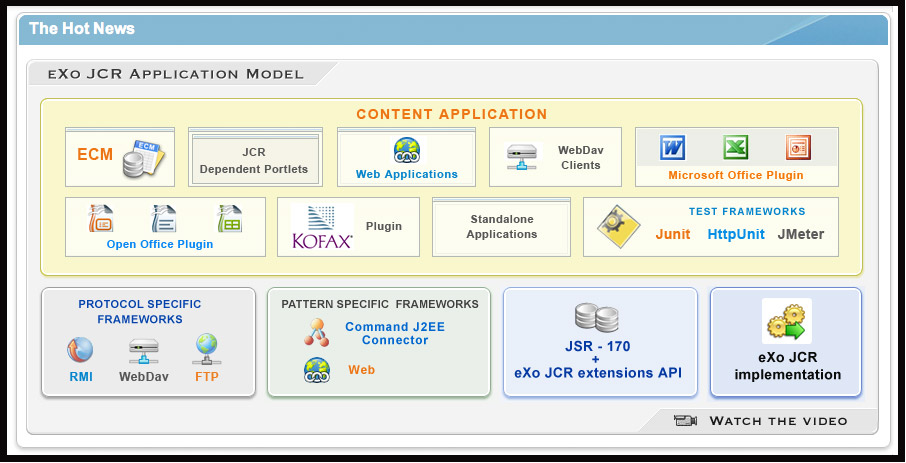 The Hot News
eXo JCR Application Model
CONTENT APPLICATION
ECM
JCR
Dependent Portlets
Web Applications
WebDav
Clients
Microsoft Office Plugin
Open Office Plugin
KOFAX
Plugin
Standalone
Applications
TEST FRAMEWORKS
Junit HttpUnit JMeter
PROTOCOL SPECIFIC
FRAMEWORKS
RMI WebDav FTP
PATTERN SPECIFIC FRAMEWORKS
Command J2EE
Connector
Web
JSR - 170
+
eXo JCR extensions API
eXo JCR
implementation
Watch the video